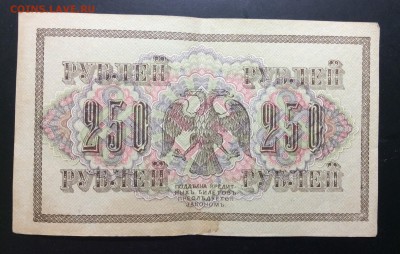 COINS.LAVE.RU
РУБЛЕЙ РУБЛЕЙ
250 250
РУБЛЕЙ РУБЛЕЙ
ПОДДѢЛКА КРЕДИТ-
НЫХЪ БИЛЕТОВЪ
ПРЕСЛѢДУЕТСЯ
ЗАКОНОМЪ.